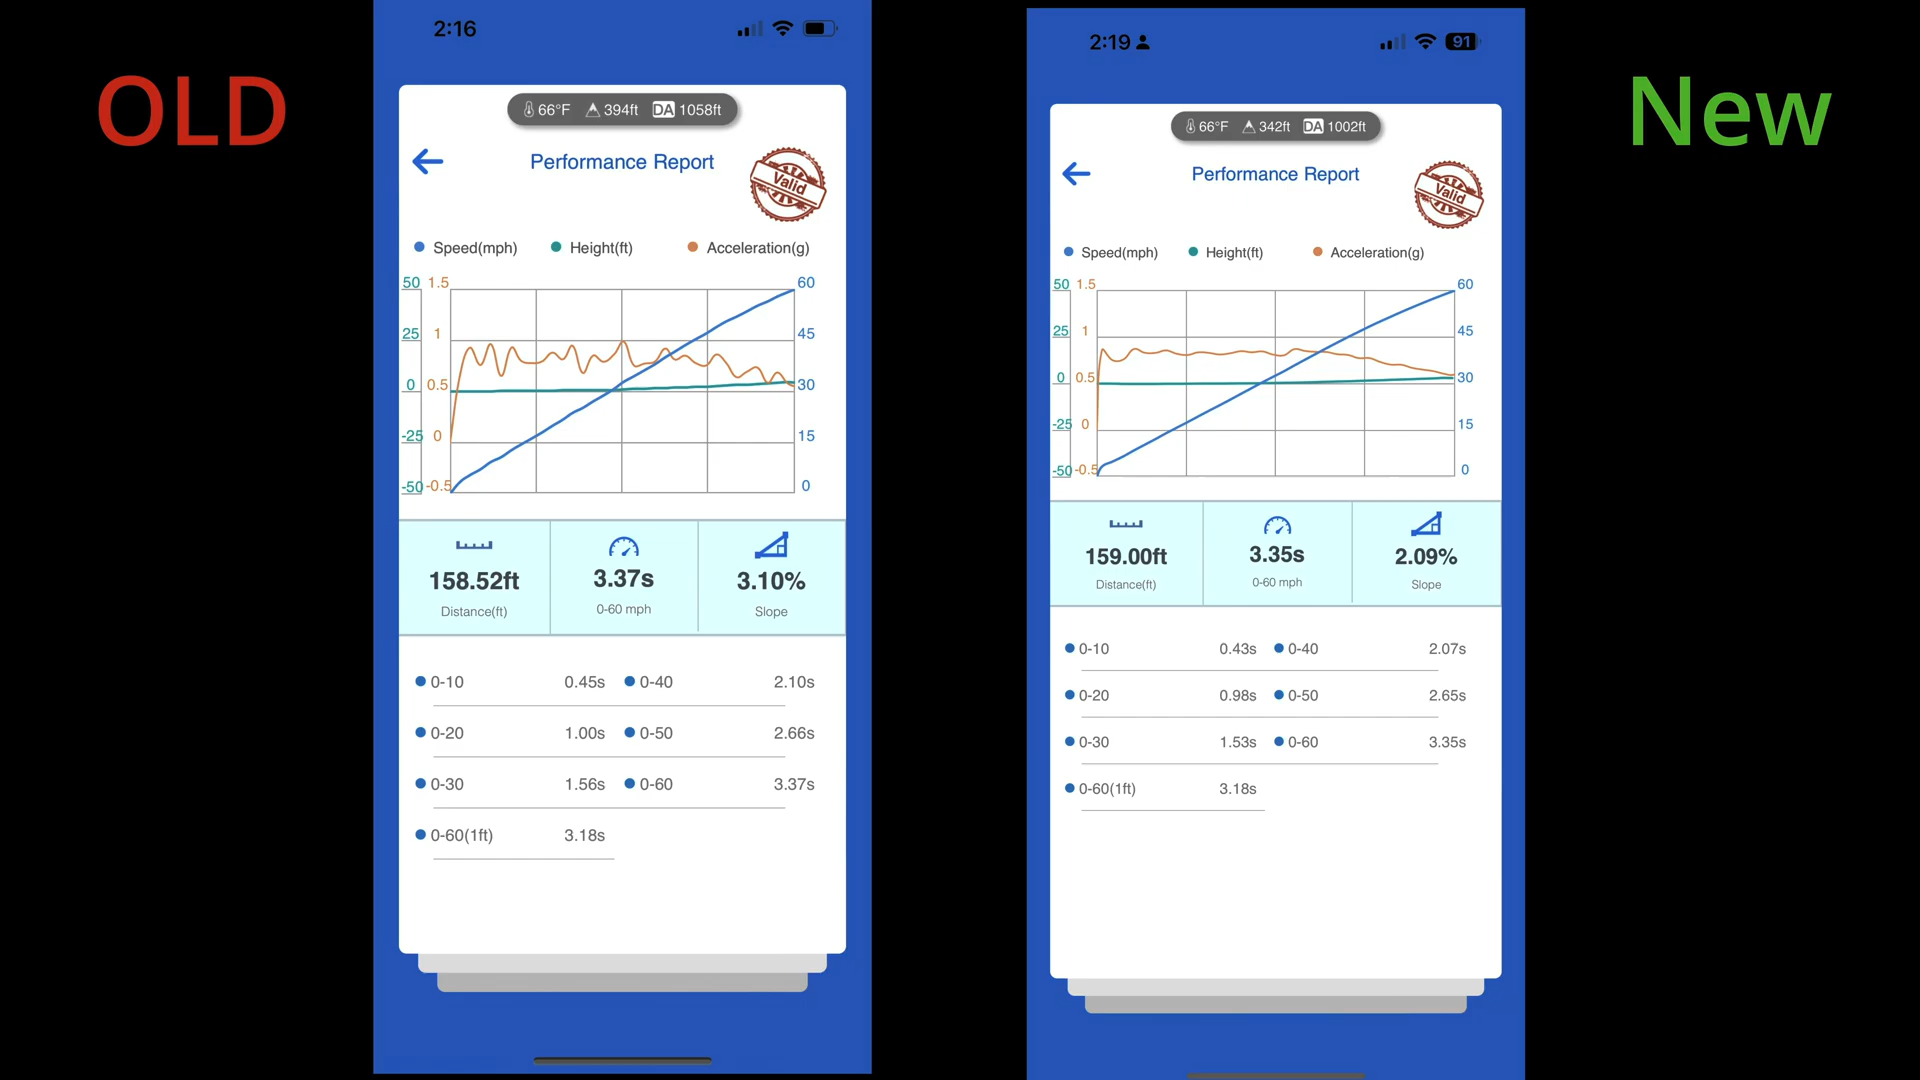 OLD
2:16
66°F 394ft DA 1058ft
Performance Report
Valid
Speed(mph) Height(ft) Acceleration(g)
50 1.5 60
25 1 45
0 0.5 30
-25 0 15
-50 -0.5 0
158.52ft 3.37s 3.10%
Distance(ft) 0-60 mph Slope
0-10 0.45s 0-40 2.10s
0-20 1.00s 0-50 2.66s
0-30 1.56s 0-60 3.37s
0-60(1ft) 3.18s
2:19 91
New
66°F 342ft DA 1002ft
Performance Report
Valid
Speed(mph) Height(ft) Acceleration(g)
50 1.5 60
25 1 45
0 0.5 30
-25 0 15
-50 -0.5 0
159.00ft 3.35s 2.09%
Distance(ft) 0-60 mph Slope
0-10 0.43s 0-40 2.07s
0-20 0.98s 0-50 2.65s
0-30 1.53s 0-60 3.35s
0-60(1ft) 3.18s